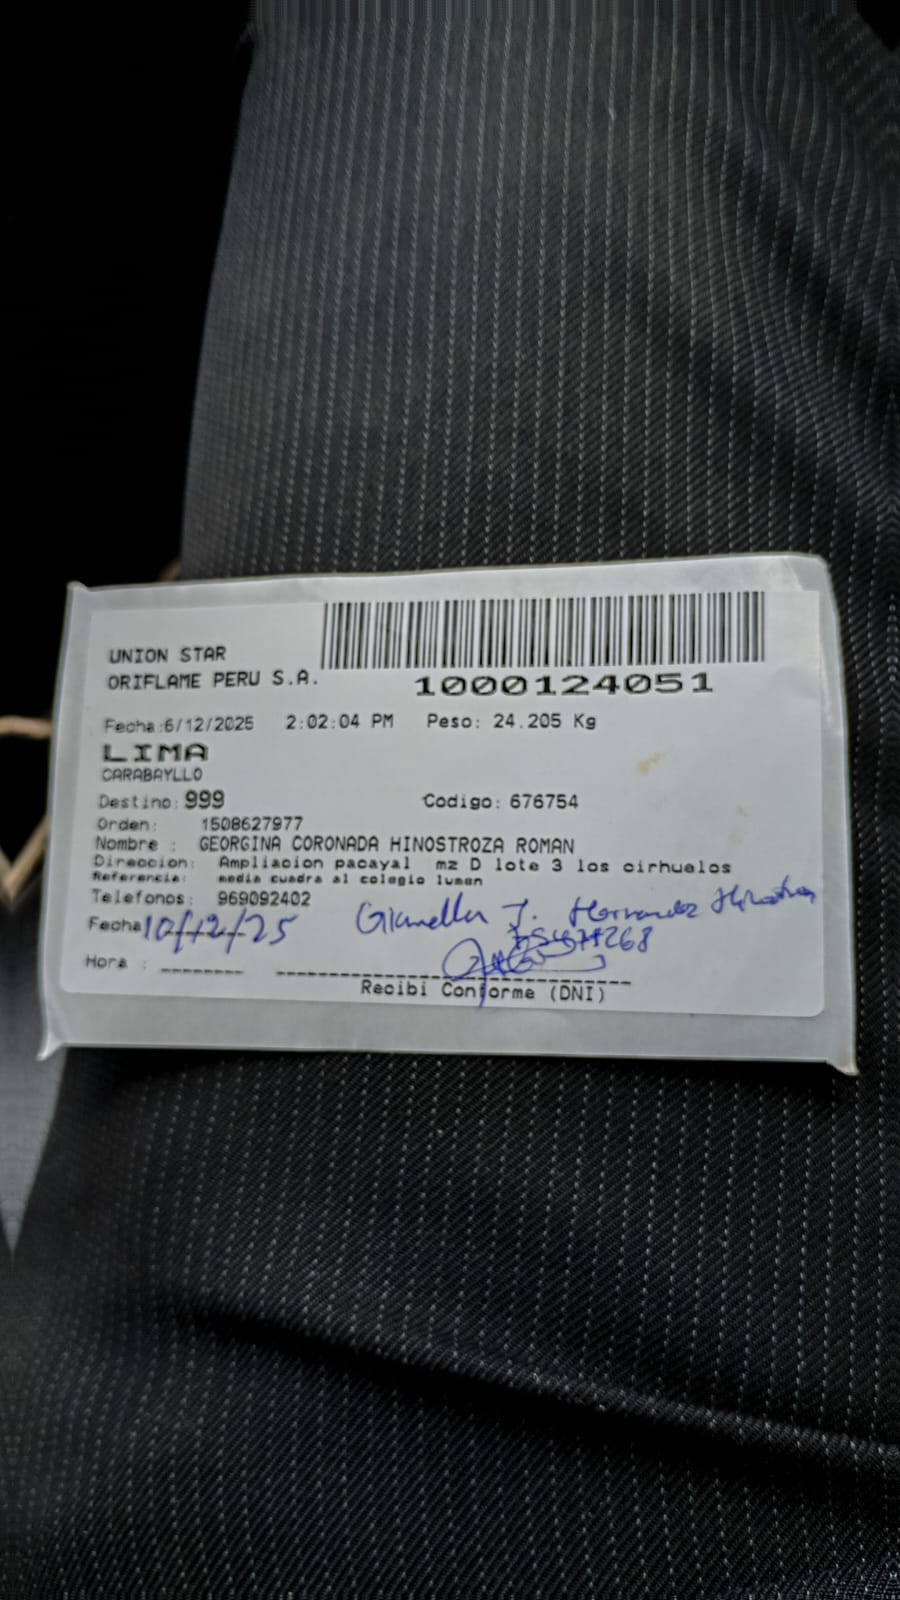 UNION STAR
ORIFLAME PERU S.A.
1000124051
Fecha:6/12/2025 2:02:04 PM Peso: 24.205 Kg
LIMA
CARABAYLLO
Destino: 999 Codigo: 676754
Orden: 1508627977
Nombre : GEORGINA CORONADA HINOSTROZA ROMAN
Direccion: Ampliacion pacayal mz D lote 3 los cirhuelos
Referencia: media cuadra al colegio lumen
Telefonos: 969092402
Fecha 10/12/25 J.
Hora :
Recibi Conforme (DNI)